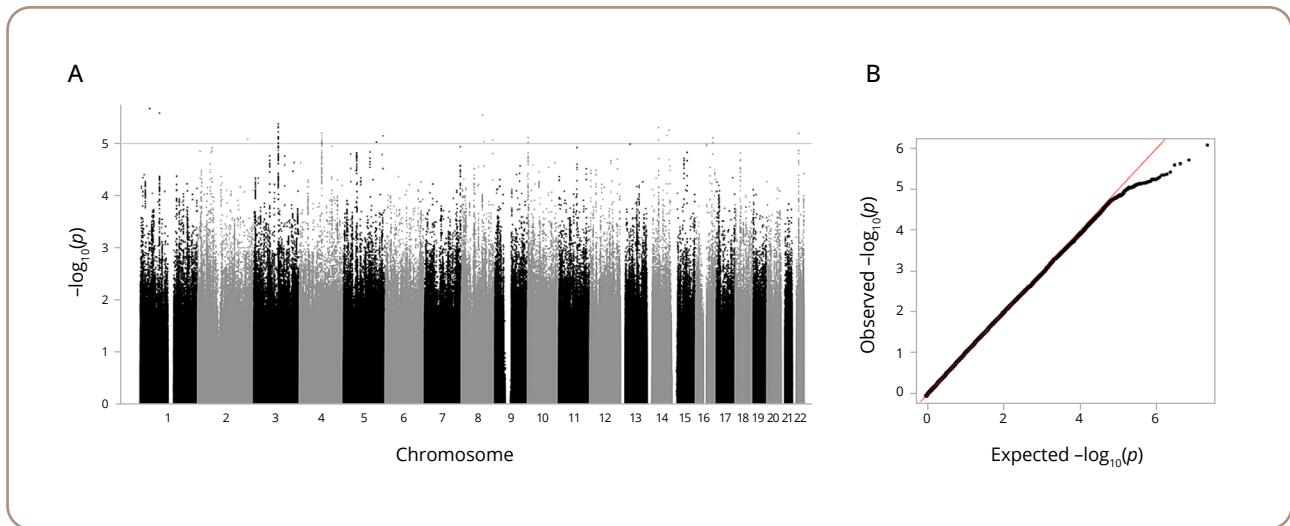 A
B
–log₁₀(p)
5
4
3
2
1
0
1 2 3 4 5 6 7 8 9 10 11 12 13 14 15 16 17 18 19 20 21 22
Chromosome
Observed –log₁₀(p)
6
5
4
3
2
1
0
0 2 4 6
Expected –log₁₀(p)